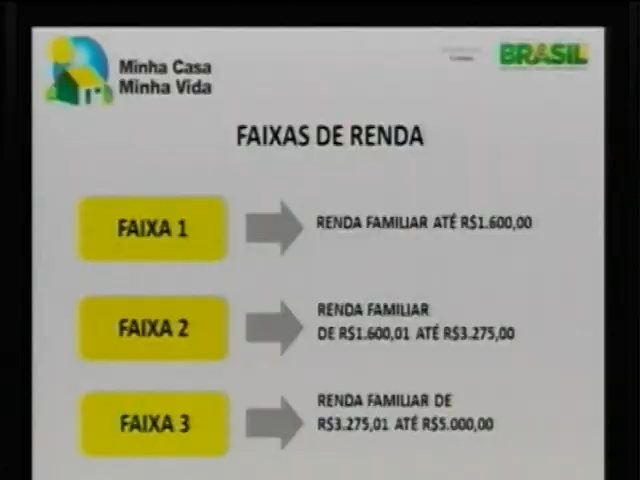 Minha Casa
Minha Vida
BRASIL
FAIXAS DE RENDA
FAIXA 1
RENDA FAMILIAR ATÉ R$1.600,00
FAIXA 2
RENDA FAMILIAR
DE R$1.600,01 ATÉ R$3.275,00
FAIXA 3
RENDA FAMILIAR DE
R$3.275,01 ATÉ R$5.000,00